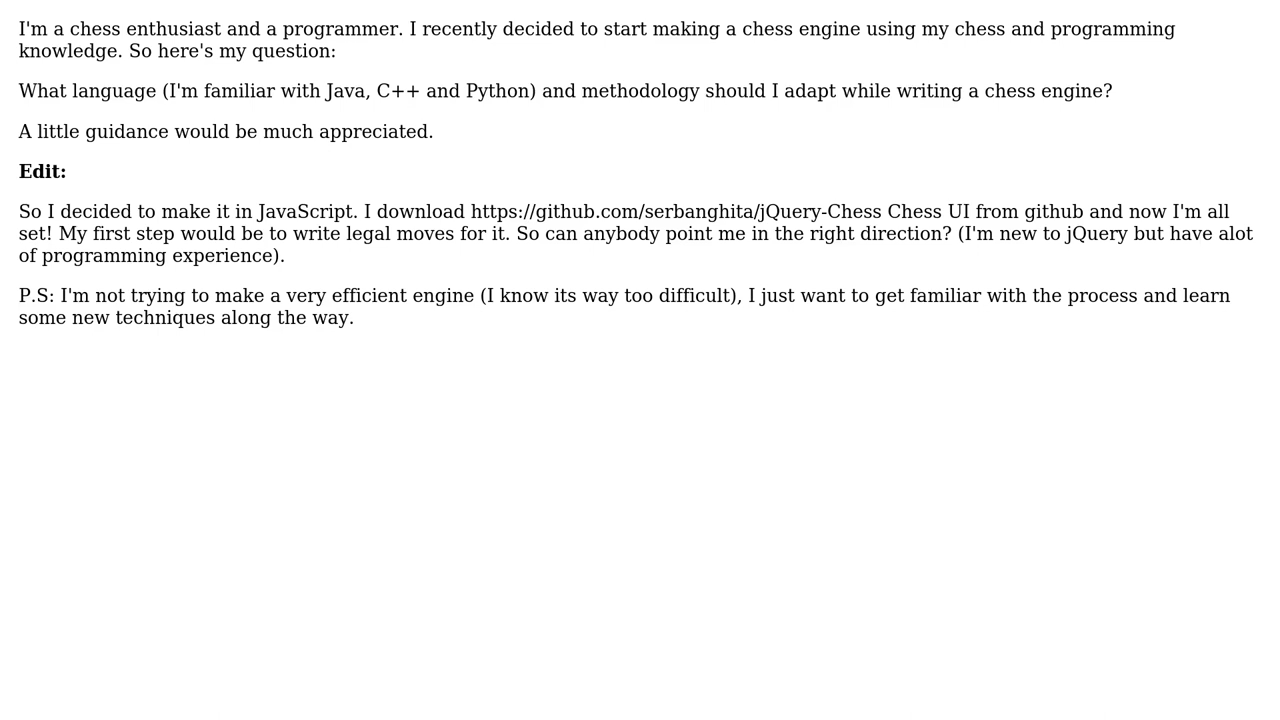 I'm a chess enthusiast and a programmer. I recently decided to start making a chess engine using my chess and programming
knowledge. So here's my question:
What language (I'm familiar with Java, C++ and Python) and methodology should I adapt while writing a chess engine?
A little guidance would be much appreciated.
Edit:
So I decided to make it in JavaScript. I download https://github.com/serbanghita/jQuery-Chess Chess UI from github and now I'm all
set! My first step would be to write legal moves for it. So can anybody point me in the right direction? (I'm new to jQuery but have alot
of programming experience).
P.S: I'm not trying to make a very efficient engine (I know its way too difficult), I just want to get familiar with the process and learn
some new techniques along the way.